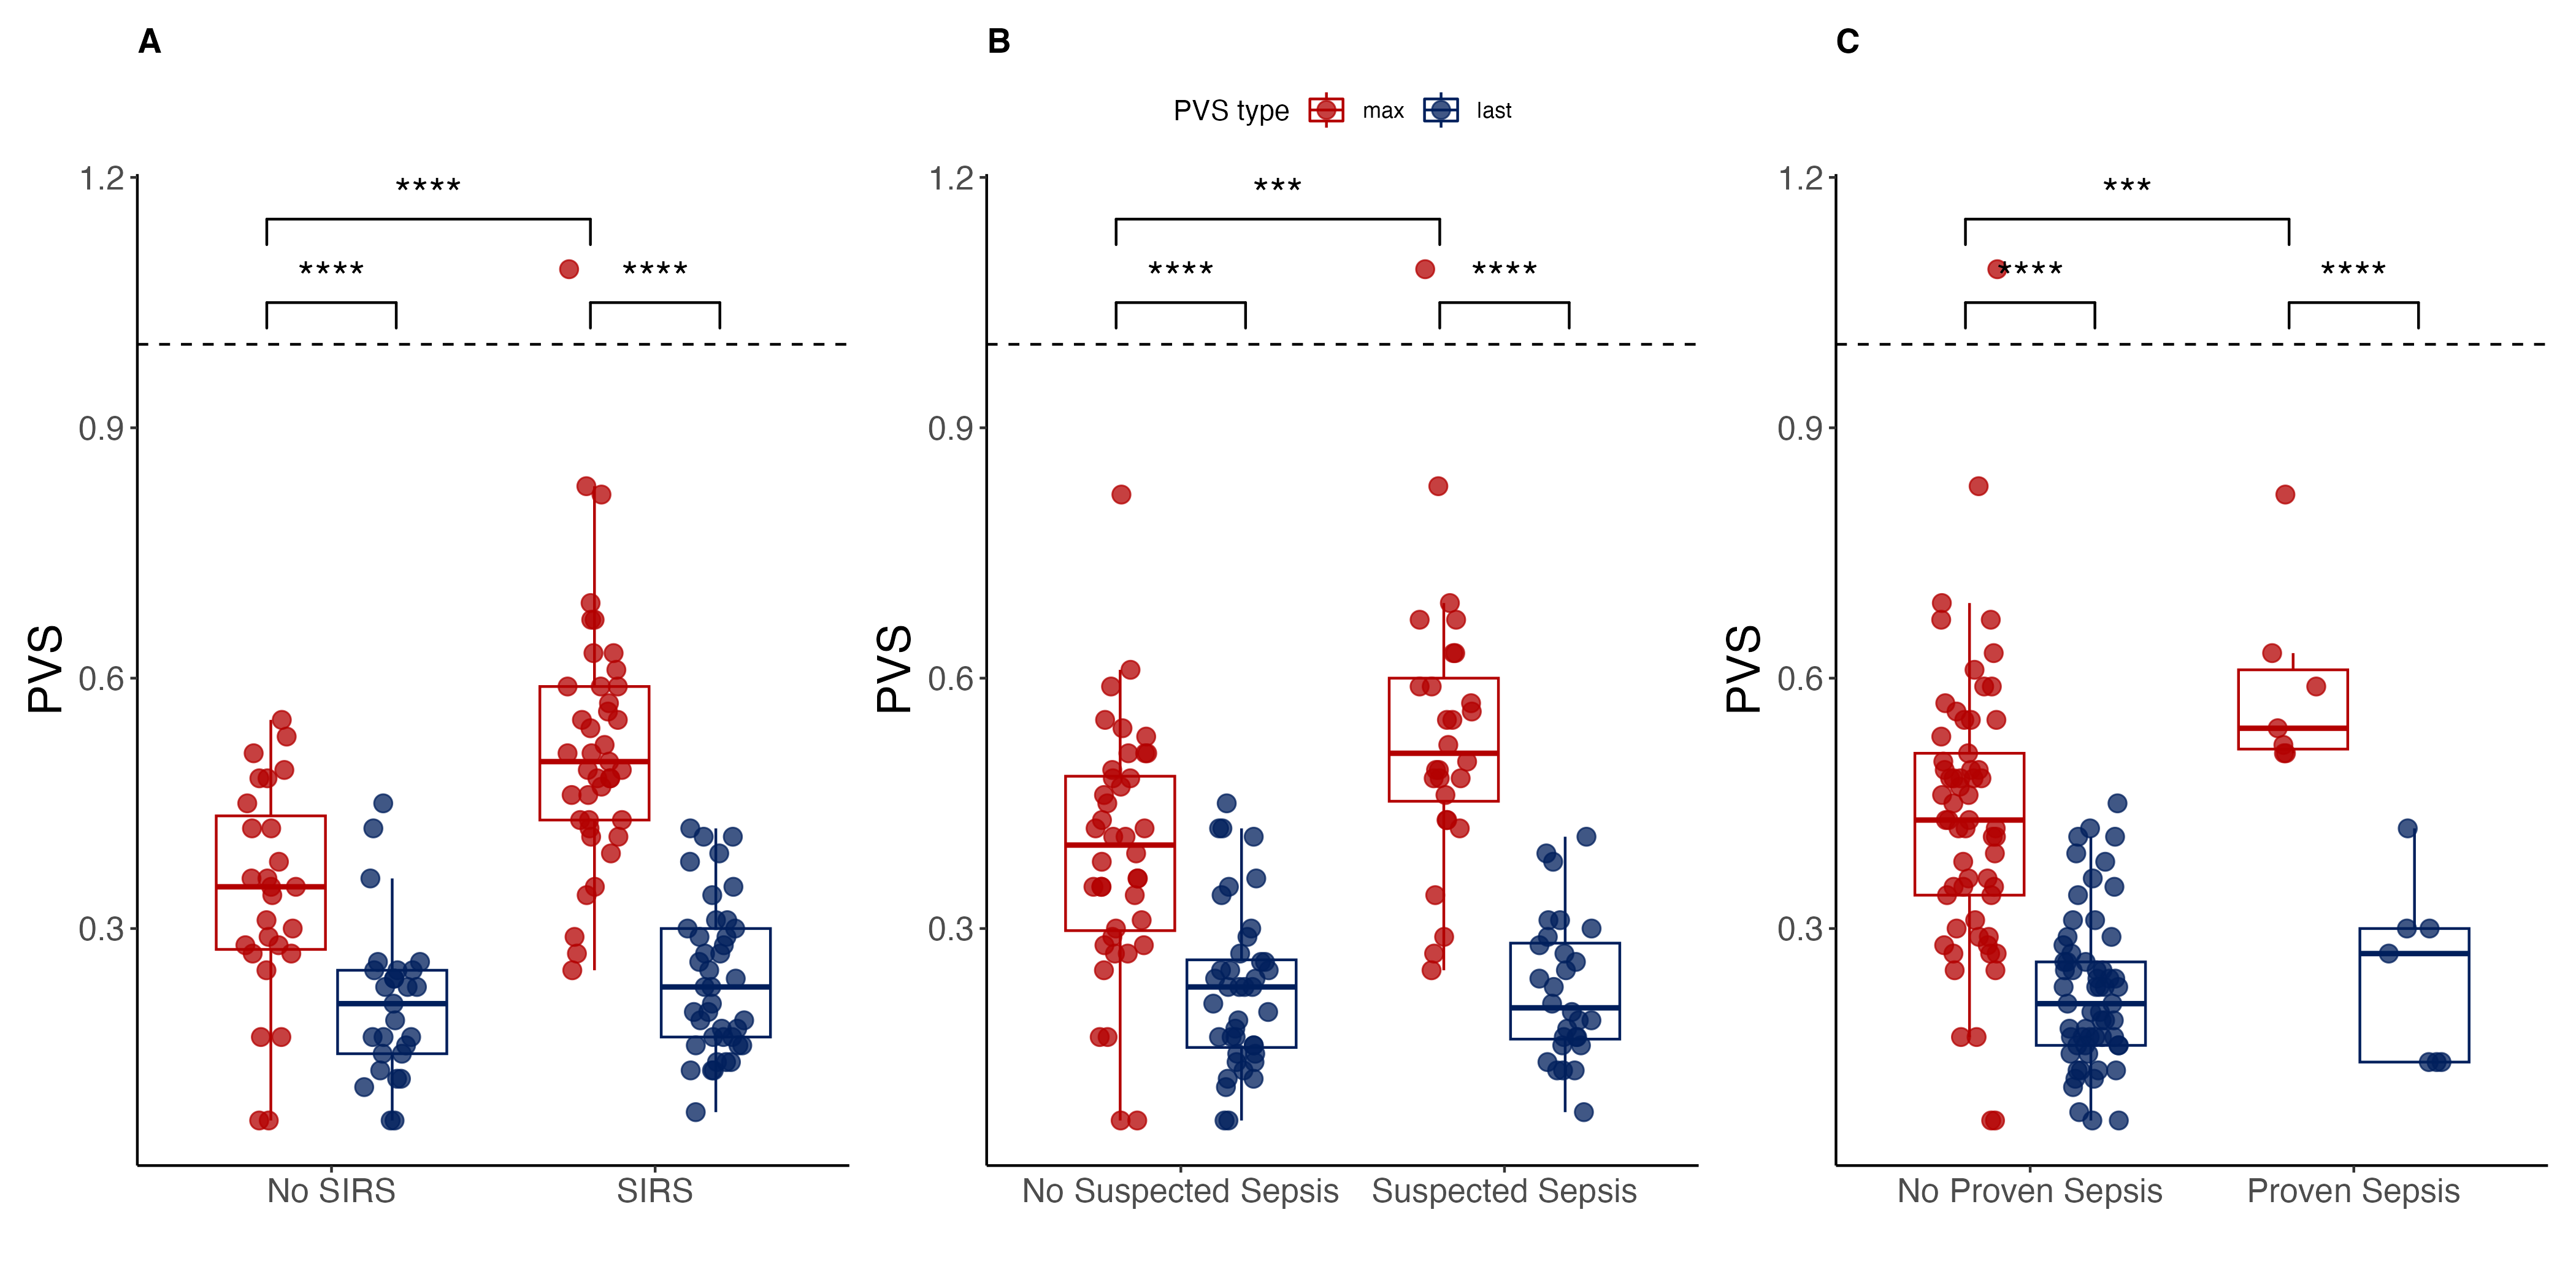 A
B
C
PVS type max last
1.2
0.9
0.6
0.3
PVS
****
****
****
No SIRS
SIRS
1.2
0.9
0.6
0.3
PVS
***
****
****
No Suspected Sepsis
Suspected Sepsis
1.2
0.9
0.6
0.3
PVS
***
****
****
No Proven Sepsis
Proven Sepsis